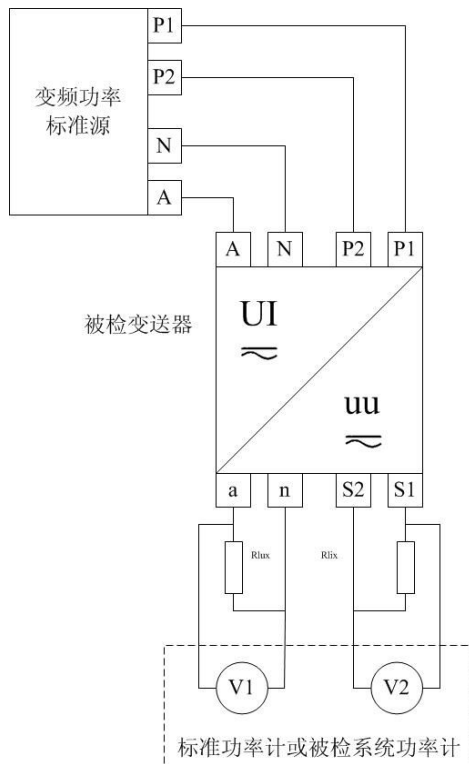 P1
变频功率
标准源
P2
N
A
A N P2 P1
被检变送器
UI
uu
a n S2 S1
Rlux Rlix
V1 V2
标准功率计或被检系统功率计